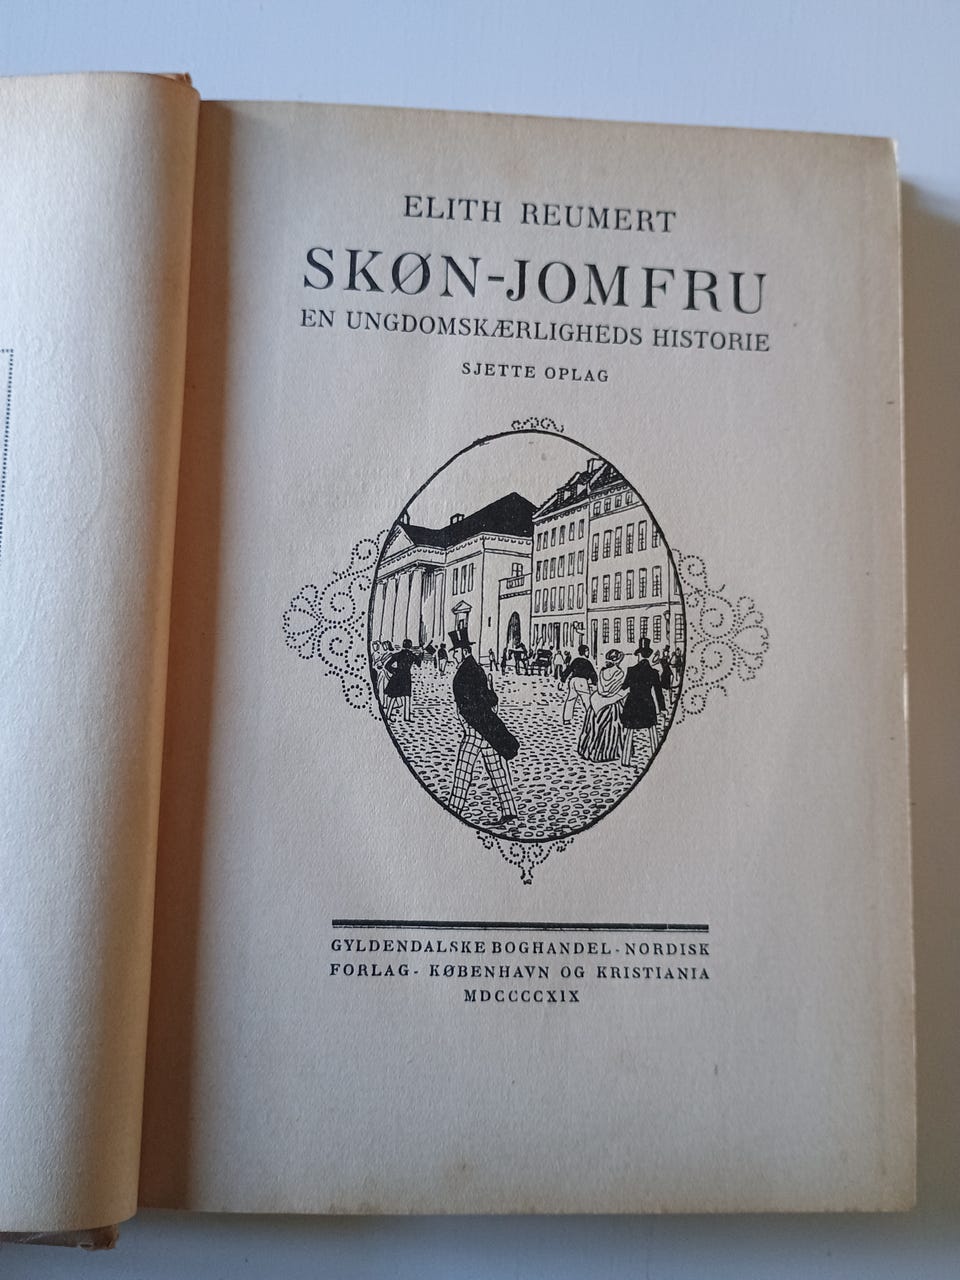 ELITH REUMERT
SKØN-JOMFRU
EN UNGDOMSKÆRLIGHEDS HISTORIE
SJETTE OPLAG
GYLDENDALSKE BOGHANDEL - NORDISK
FORLAG - KØBENHAVN OG KRISTIANIA
MDCCCCXIX